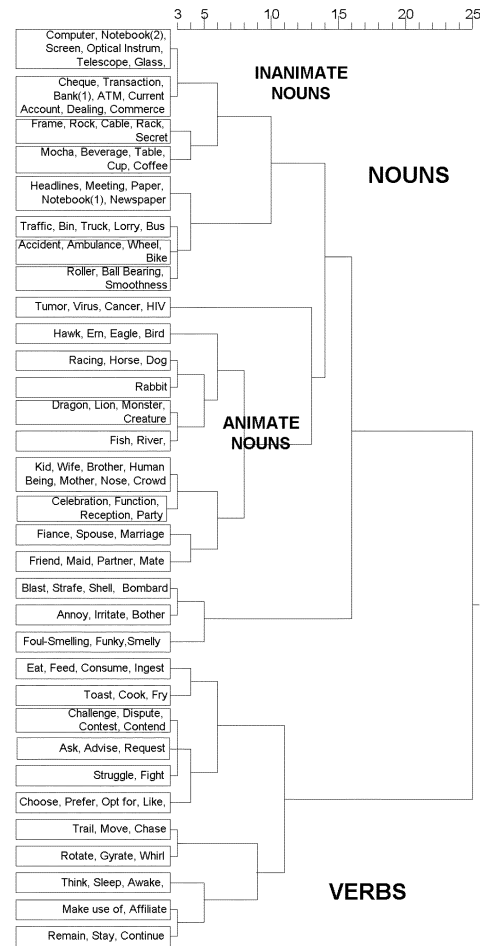 3 5 10 15 20 25
Computer, Notebook(2),
Screen, Optical Instrum,
Telescope, Glass,
INANIMATE
NOUNS
Cheque, Transaction,
Bank(1), ATM, Current
Account, Dealing, Commerce
Frame, Rock, Cable, Rack,
Secret
Mocha, Beverage, Table,
Cup, Coffee
NOUNS
Headlines, Meeting, Paper,
Notebook(1), Newspaper
Traffic, Bin, Truck, Lorry, Bus
Accident, Ambulance, Wheel,
Bike
Roller, Ball Bearing,
Smoothness
Tumor, Virus, Cancer, HIV
Hawk, Ern, Eagle, Bird
Racing, Horse, Dog
Rabbit
Dragon, Lion, Monster,
Creature
ANIMATE
NOUNS
Fish, River,
Kid, Wife, Brother, Human
Being, Mother, Nose, Crowd
Celebration, Function,
Reception, Party
Fiance, Spouse, Marriage
Friend, Maid, Partner, Mate
Blast, Strafe, Shell, Bombard
Annoy, Irritate, Bother
Foul-Smelling, Funky,Smelly
Eat, Feed, Consume, Ingest
Toast, Cook, Fry
Challenge, Dispute,
Contest, Contend
Ask, Advise, Request
Struggle, Fight
Choose, Prefer, Opt for, Like,
Trail, Move, Chase
Rotate, Gyrate, Whirl
Think, Sleep, Awake,
VERBS
Make use of, Affiliate
Remain, Stay, Continue